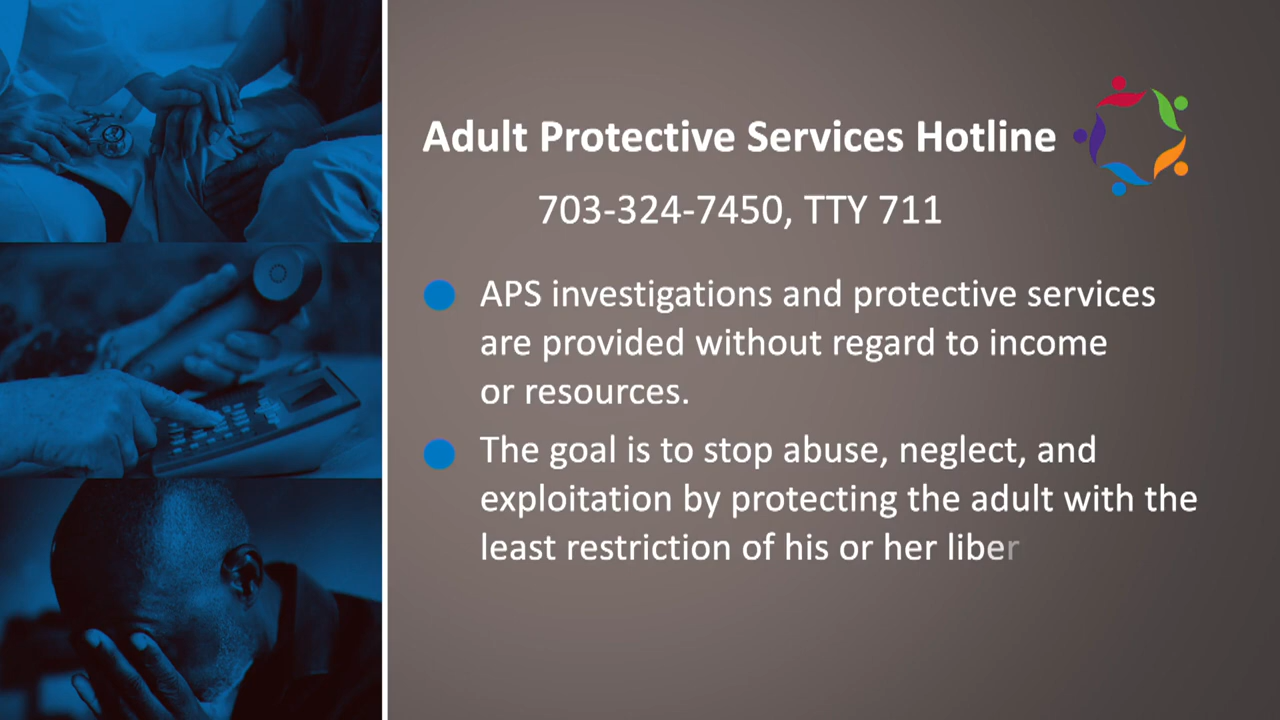 Adult Protective Services Hotline
703-324-7450, TTY 711
APS investigations and protective services
are provided without regard to income
or resources.
The goal is to stop abuse, neglect, and
exploitation by protecting the adult with the
least restriction of his or her liber